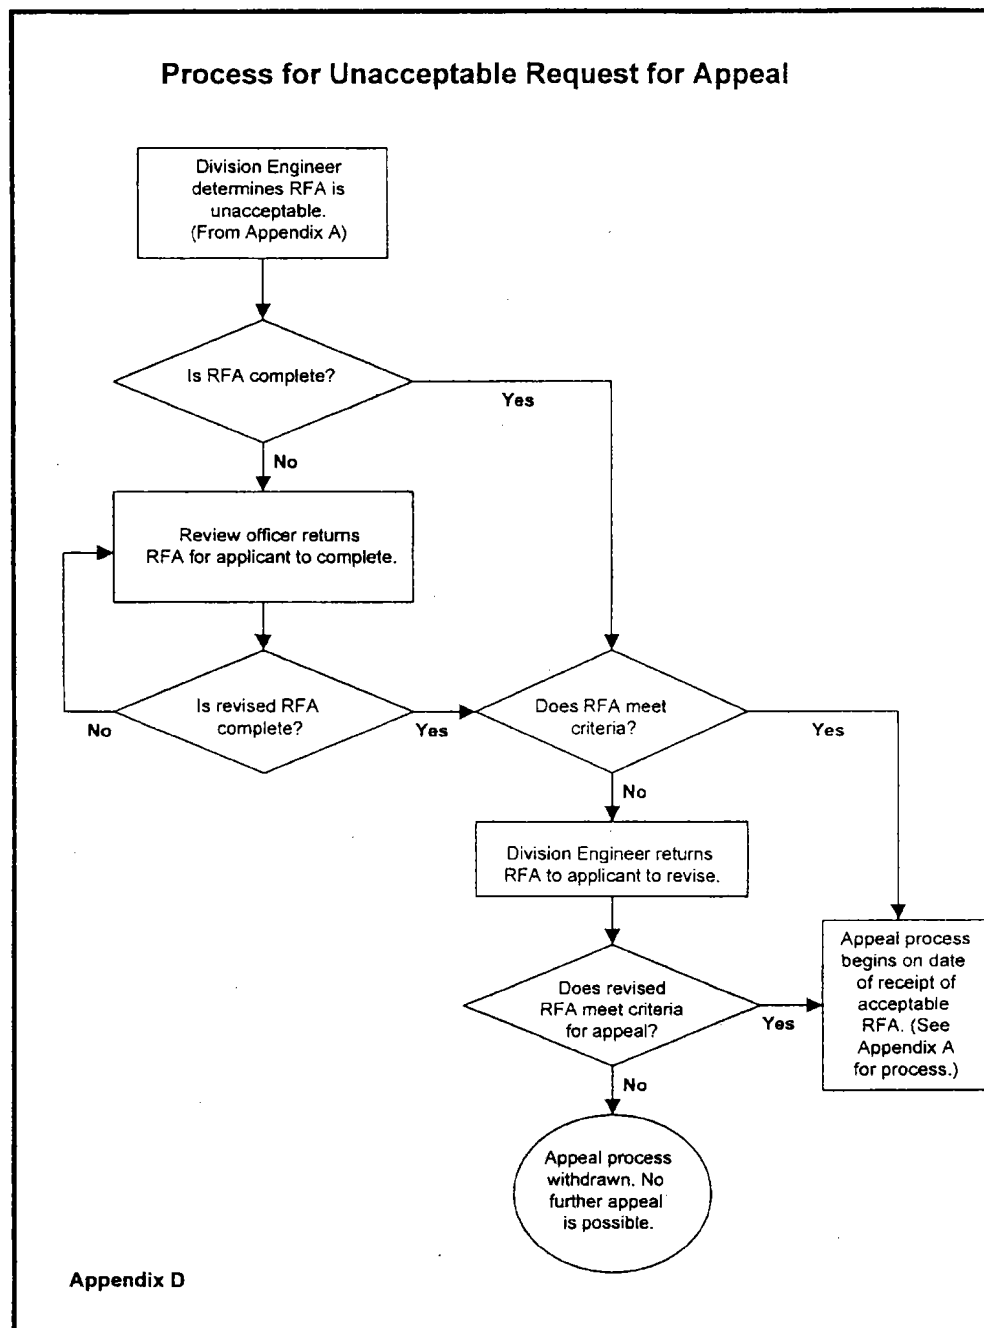 Process for Unacceptable Request for Appeal
Division Engineer
determines RFA is
unacceptable.
(From Appendix A)
Is RFA complete?
Yes
No
Review officer returns
RFA for applicant to complete.
Is revised RFA
complete?
No
Yes
Does RFA meet
criteria?
Yes
No
Division Engineer returns
RFA to applicant to revise.
Does revised
RFA meet criteria
for appeal?
Yes
Appeal process
begins on date
of receipt of
acceptable
RFA. (See
Appendix A
for process.)
No
Appeal process
withdrawn. No
further appeal
is possible.
Appendix D